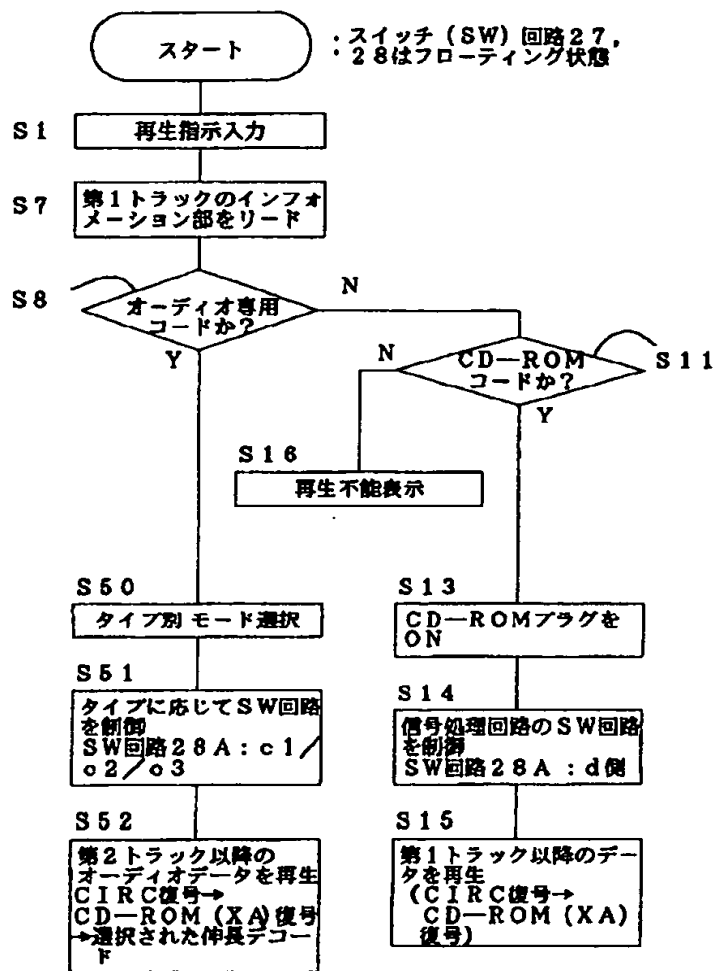 スタート
：スイッチ（SW）回路27，
28はフローティング状態
S1
再生指示入力
S7
第1トラックのインフォ
メーション部をリード
S8
オーディオ専用
コードか？
N
Y
CD—ROM
コードか？
S11
N
Y
S16
再生不能表示
S50
タイプ別 モード選択
S51
タイプに応じてSW回路
を制御
SW回路28A：c1／
c2／c3
S52
第2トラック以降の
オーディオデータを再生
CIRC復号→
CD—ROM（XA）復号
→選択された伸長デコー
ド
S13
CD—ROMプラグを
ON
S14
信号処理回路のSW回路
を制御
SW回路28A：d側
S15
第1トラック以降のデー
タを再生
（CIRC復号→
CD—ROM（XA）
復号）